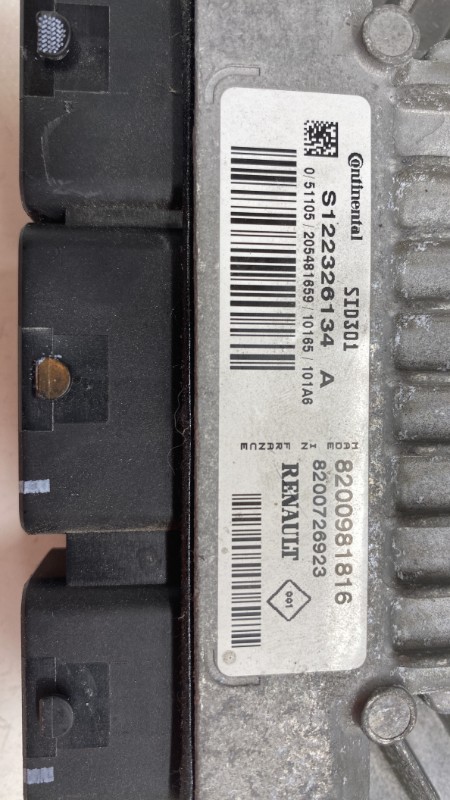 Continental
SID301
S122326134 A
0/51105/205481659/10165/101A6
MADE IN FRANCE
8200981816
8200726923
RENAULT
001